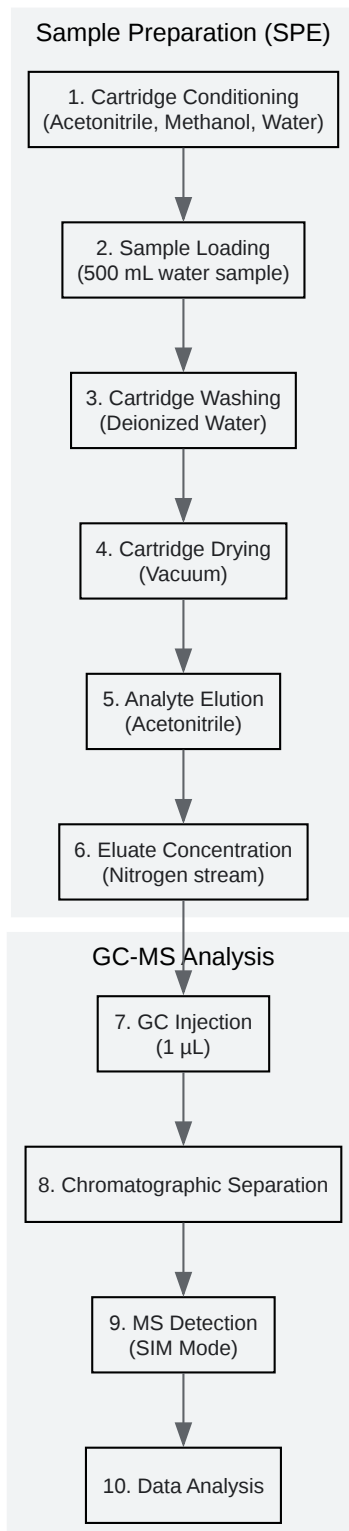 Sample Preparation (SPE)
1. Cartridge Conditioning
(Acetonitrile, Methanol, Water)
2. Sample Loading
(500 mL water sample)
3. Cartridge Washing
(Deionized Water)
4. Cartridge Drying
(Vacuum)
5. Analyte Elution
(Acetonitrile)
6. Eluate Concentration
(Nitrogen stream)
GC-MS Analysis
7. GC Injection
(1 µL)
8. Chromatographic Separation
9. MS Detection
(SIM Mode)
10. Data Analysis